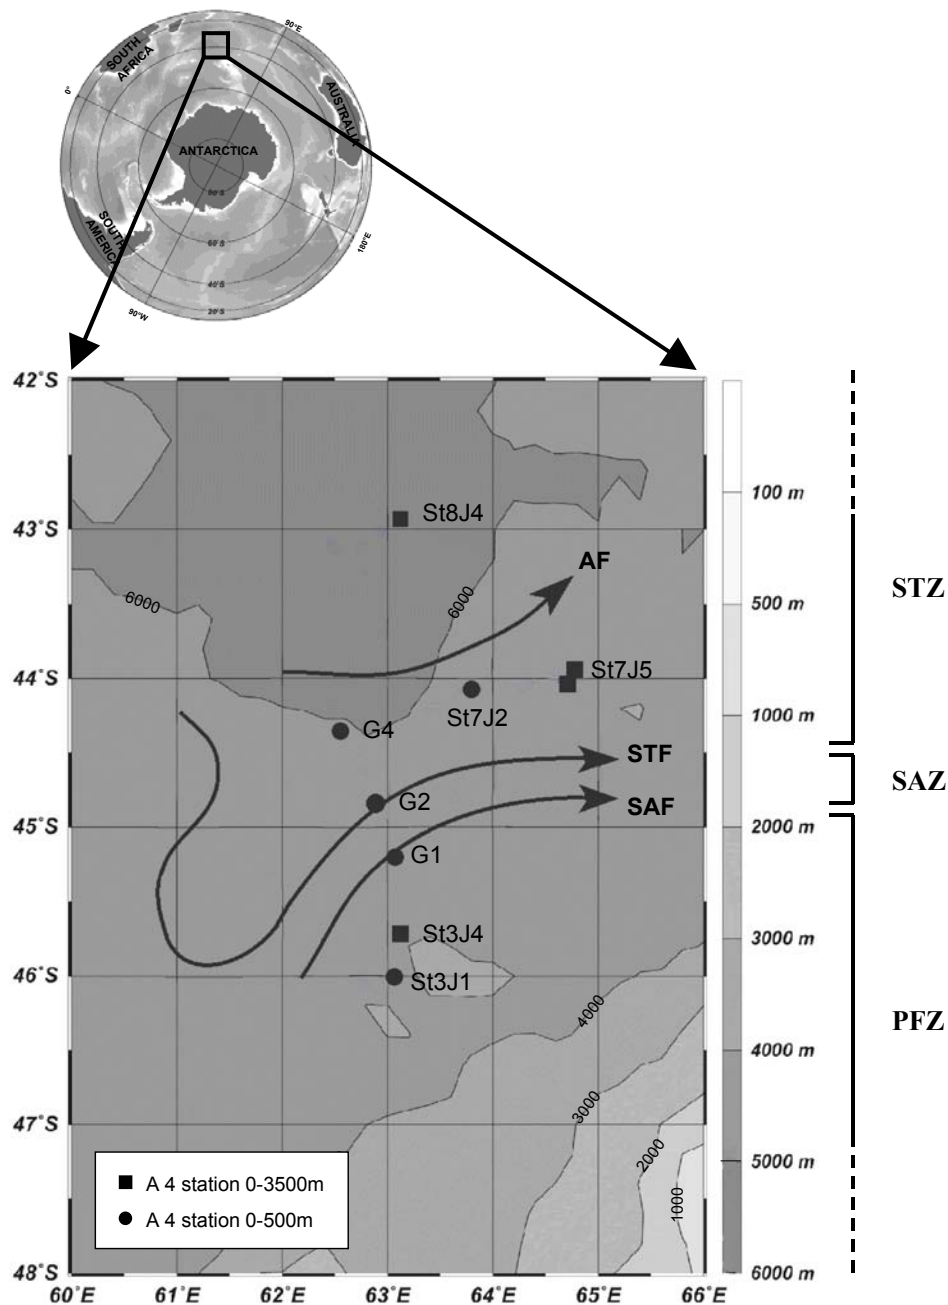 90°E
SOUTH
AFRICA
0°
AUSTRALIA
ANTARCTICA
80°S
SOUTH
AMERICA
180°E
60°S
40°S
20°S
90°W
42°S
100 m
St8J4
43°S
AF
STZ
6000
6000
500 m
St7J5
44°S
St7J2
1000 m
G4
STF
SAZ
G2
SAF
45°S
2000 m
G1
St3J4
3000 m
46°S
St3J1
4000
PFZ
4000 m
3000
47°S
2000
5000 m
1000
A 4 station 0-3500m
A 4 station 0-500m
48°S
6000 m
60°E 61°E 62°E 63°E 64°E 65°E 66°E